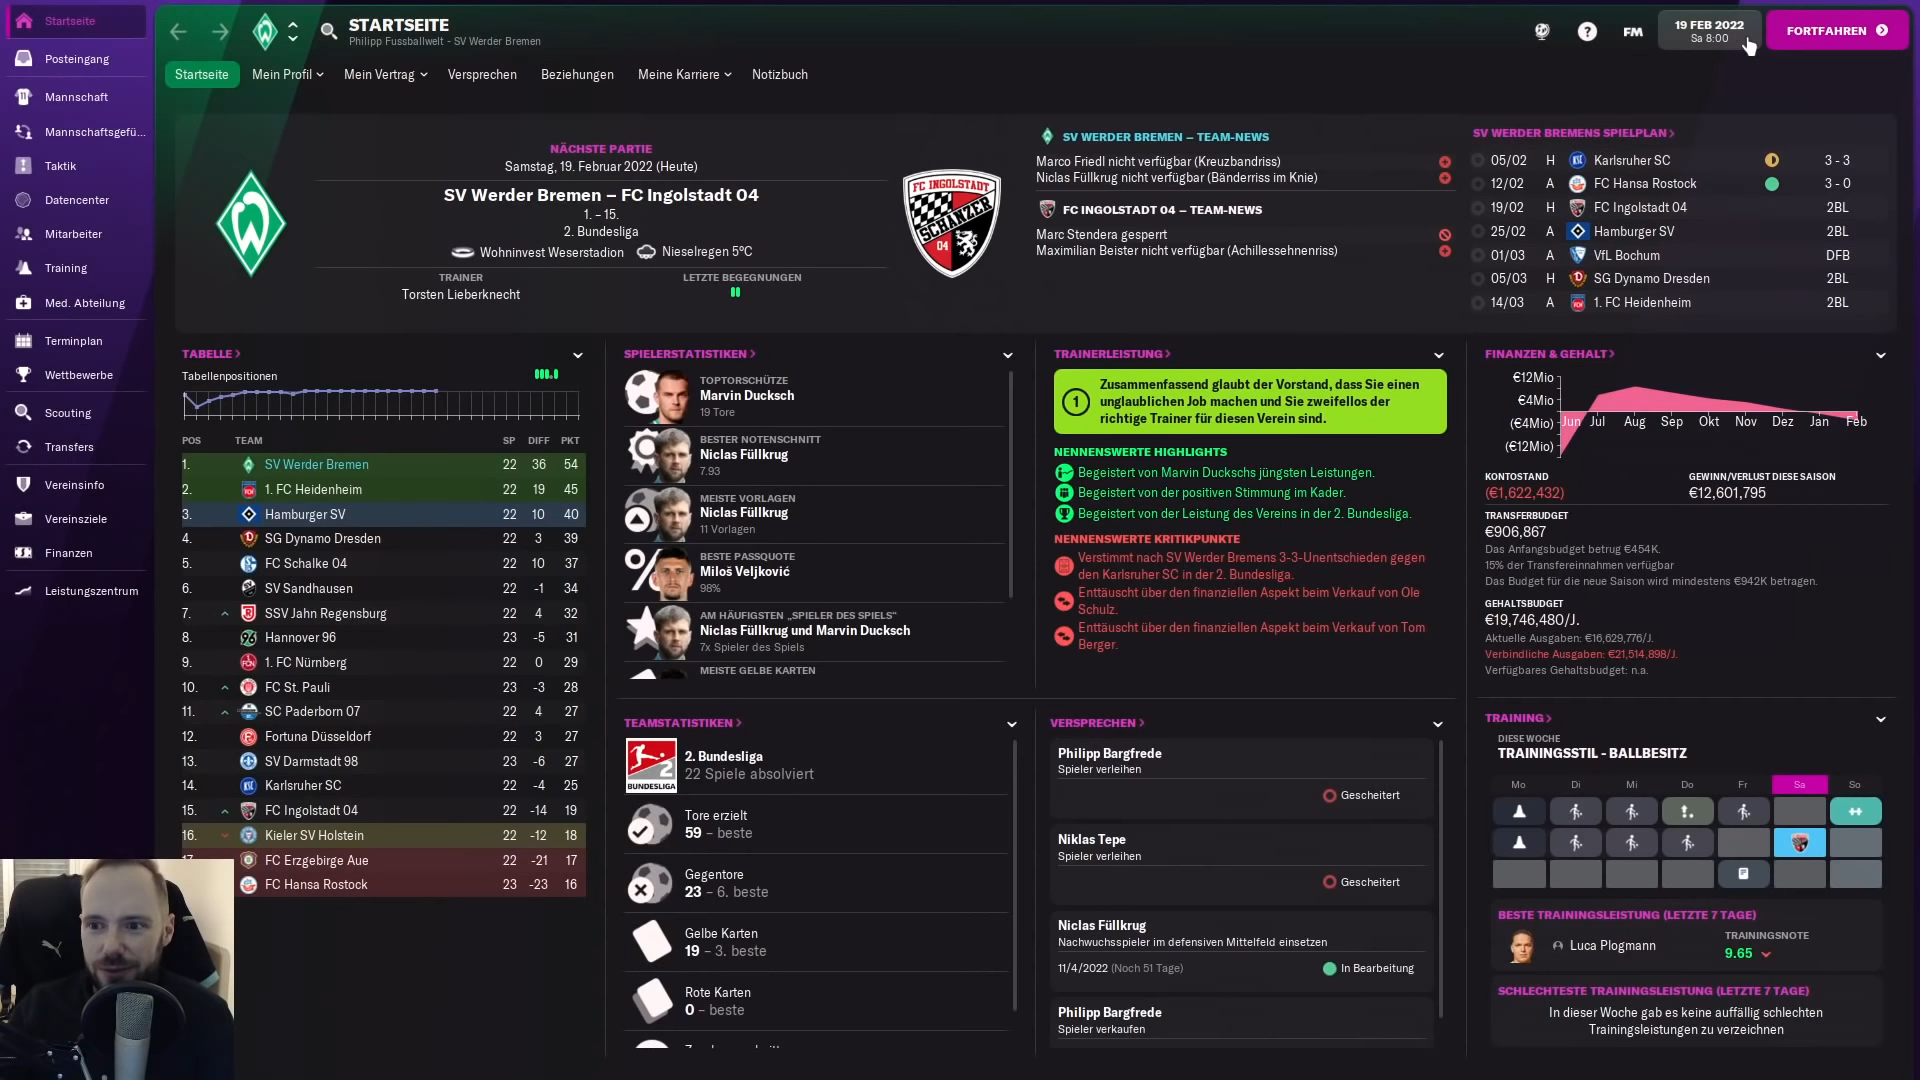 Startseite
Posteingang
Mannschaft
Mannschaftsgefü...
Taktik
Datencenter
Mitarbeiter
Training
Med. Abteilung
Terminplan
Wettbewerbe
Scouting
Transfers
Vereinsinfo
Vereinsziele
Finanzen
Leistungszentrum
STARTSEITE
Philipp Fussballwelt - SV Werder Bremen
FM
19 FEB 2022
Sa 8:00
FORTFAHREN
Startseite
Mein Profil
Mein Vertrag
Versprechen
Beziehungen
Meine Karriere
Notizbuch
NÄCHSTE PARTIE
Samstag, 19. Februar 2022 (Heute)
SV Werder Bremen – FC Ingolstadt 04
1. - 15.
2. Bundesliga
Wohninvest Weserstadion
Nieselregen 5ºC
TRAINER
Torsten Lieberknecht
LETZTE BEGEGNUNGEN
FC INGOLSTADT
SCHANZER
04
SV WERDER BREMEN – TEAM-NEWS
Marco Friedl nicht verfügbar (Kreuzbandriss)
Niclas Füllkrug nicht verfügbar (Bänderriss im Knie)
FC INGOLSTADT 04 – TEAM-NEWS
Marc Stendera gesperrt
Maximilian Beister nicht verfügbar (Achillessehnenriss)
SV WERDER BREMENS SPIELPLAN
05/02 H Karlsruher SC 3 - 3
12/02 A FC Hansa Rostock 3 - 0
19/02 H FC Ingolstadt 04 2BL
25/02 A Hamburger SV 2BL
01/03 A VfL Bochum DFB
05/03 H SG Dynamo Dresden 2BL
14/03 A 1. FC Heidenheim 2BL
TABELLE
Tabellenpositionen
POS TEAM SP DIFF PKT
1. SV Werder Bremen 22 36 54
2. 1. FC Heidenheim 22 19 45
3. Hamburger SV 22 10 40
4. SG Dynamo Dresden 22 3 39
5. FC Schalke 04 22 10 37
6. SV Sandhausen 22 -1 34
7. SSV Jahn Regensburg 22 4 32
8. Hannover 96 23 -5 31
9. 1. FC Nürnberg 22 0 29
10. FC St. Pauli 23 -3 28
11. SC Paderborn 07 22 4 27
12. Fortuna Düsseldorf 22 3 27
13. SV Darmstadt 98 23 -6 27
14. Karlsruher SC 22 -4 25
15. FC Ingolstadt 04 22 -14 19
16. Kieler SV Holstein 22 -12 18
FC Erzgebirge Aue 22 -21 17
FC Hansa Rostock 23 -23 16
SPIELERSTATISTIKEN
TOPTORSCHÜTZE
Marvin Ducksch
19 Tore
BESTER NOTENSCHNITT
Niclas Füllkrug
7.93
MEISTE VORLAGEN
Niclas Füllkrug
11 Vorlagen
BESTE PASSQUOTE
Miloš Veljković
98%
AM HÄUFIGSTEN „SPIELER DES SPIELS"
Niclas Füllkrug und Marvin Ducksch
7x Spieler des Spiels
MEISTE GELBE KARTEN
TRAINERLEISTUNG
1
Zusammenfassend glaubt der Vorstand, dass Sie einen
unglaublichen Job machen und Sie zweifellos der
richtige Trainer für diesen Verein sind.
NENNENSWERTE HIGHLIGHTS
Begeistert von Marvin Duckschs jüngsten Leistungen.
Begeistert von der positiven Stimmung im Kader.
Begeistert von der Leistung des Vereins in der 2. Bundesliga.
NENNENSWERTE KRITIKPUNKTE
Verstimmt nach SV Werder Bremens 3-3-Unentschieden gegen
den Karlsruher SC in der 2. Bundesliga.
Enttäuscht über den finanziellen Aspekt beim Verkauf von Ole
Schulz.
Enttäuscht über den finanziellen Aspekt beim Verkauf von Tom
Berger.
FINANZEN & GEHALT
€12Mio
€4Mio
(€4Mio)
(€12Mio)
Jun Jul Aug Sep Okt Nov Dez Jan Feb
KONTOSTAND
(€1,622,432)
GEWINN/VERLUST DIESE SAISON
€12,601,795
TRANSFERBUDGET
€906,867
Das Anfangsbudget betrug €454K.
15% der Transfereinnahmen verfügbar
Das Budget für die neue Saison wird mindestens €942K betragen.
GEHALTSBUDGET
€19,746,480/J.
Aktuelle Ausgaben: €16,629,776/J.
Verbindliche Ausgaben: €21,514,898/J.
Verfügbares Gehaltsbudget: n.a.
TEAMSTATISTIKEN
BUNDESLIGA
2. Bundesliga
22 Spiele absolviert
Tore erzielt
59 – beste
Gegentore
23 – 6. beste
Gelbe Karten
19 – 3. beste
Rote Karten
0 – beste
VERSPRECHEN
Philipp Bargfrede
Spieler verleihen
Gescheitert
Niklas Tepe
Spieler verleihen
Gescheitert
Niclas Füllkrug
Nachwuchsspieler im defensiven Mittelfeld einsetzen
11/4/2022 (Noch 51 Tage)
In Bearbeitung
Philipp Bargfrede
Spieler verkaufen
TRAINING
DIESE WOCHE
TRAININGSSTIL - BALLBESITZ
Mo Di Mi Do Fr Sa So
BESTE TRAININGSLEISTUNG (LETZTE 7 TAGE)
Luca Plogmann
TRAININGSNOTE
9.65
SCHLECHTESTE TRAININGSLEISTUNG (LETZTE 7 TAGE)
In dieser Woche gab es keine auffällig schlechten
Trainingsleistungen zu verzeichnen